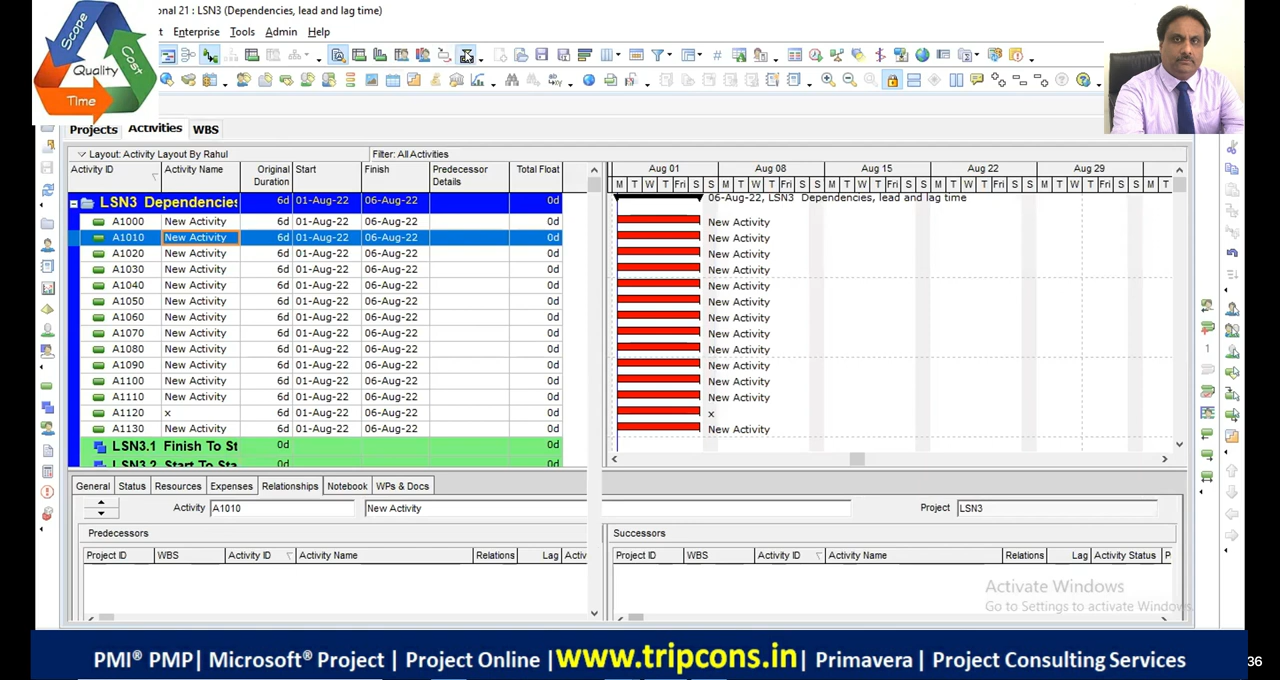 onal 21 : LSN3 (Dependencies, lead and lag time)
Scope
Cost
Quality
Time
t Enterprise Tools Admin Help
Projects Activities WBS
Layout: Activity Layout By Rahul Filter: All Activities
Activity ID Activity Name Original Duration Start Finish Predecessor Details Total Float
Aug 01 Aug 08 Aug 15 Aug 22 Aug 29
M T W T Fri S S M T W T Fri S S M T W T Fri S S M T W T Fri S S M T W T Fri S S M T
LSN3 Dependencies 6d 01-Aug-22 06-Aug-22 0d 06-Aug-22, LSN3 Dependencies, lead and lag time
A1000 New Activity 6d 01-Aug-22 06-Aug-22 0d New Activity
A1010 New Activity 6d 01-Aug-22 06-Aug-22 0d New Activity
A1020 New Activity 6d 01-Aug-22 06-Aug-22 0d New Activity
A1030 New Activity 6d 01-Aug-22 06-Aug-22 0d New Activity
A1040 New Activity 6d 01-Aug-22 06-Aug-22 0d New Activity
A1050 New Activity 6d 01-Aug-22 06-Aug-22 0d New Activity
A1060 New Activity 6d 01-Aug-22 06-Aug-22 0d New Activity
A1070 New Activity 6d 01-Aug-22 06-Aug-22 0d New Activity
A1080 New Activity 6d 01-Aug-22 06-Aug-22 0d New Activity
A1090 New Activity 6d 01-Aug-22 06-Aug-22 0d New Activity
A1100 New Activity 6d 01-Aug-22 06-Aug-22 0d New Activity
A1110 New Activity 6d 01-Aug-22 06-Aug-22 0d New Activity
A1120 x 6d 01-Aug-22 06-Aug-22 0d x
A1130 New Activity 6d 01-Aug-22 06-Aug-22 0d New Activity
LSN3.1 Finish To St 0d 0d
LSN3.2 Start To Sta 0d 0d
General Status Resources Expenses Relationships Notebook WPs & Docs
Activity A1010 New Activity Project LSN3
Predecessors Successors
Project ID WBS Activity ID Activity Name Relations Lag Activ Project ID WBS Activity ID Activity Name Relations Lag Activity Status P
Activate Windows
Go to Settings to activate Windows.
PMI® PMP| Microsoft® Project | Project Online |www.tripcons.in| Primavera | Project Consulting Services
36